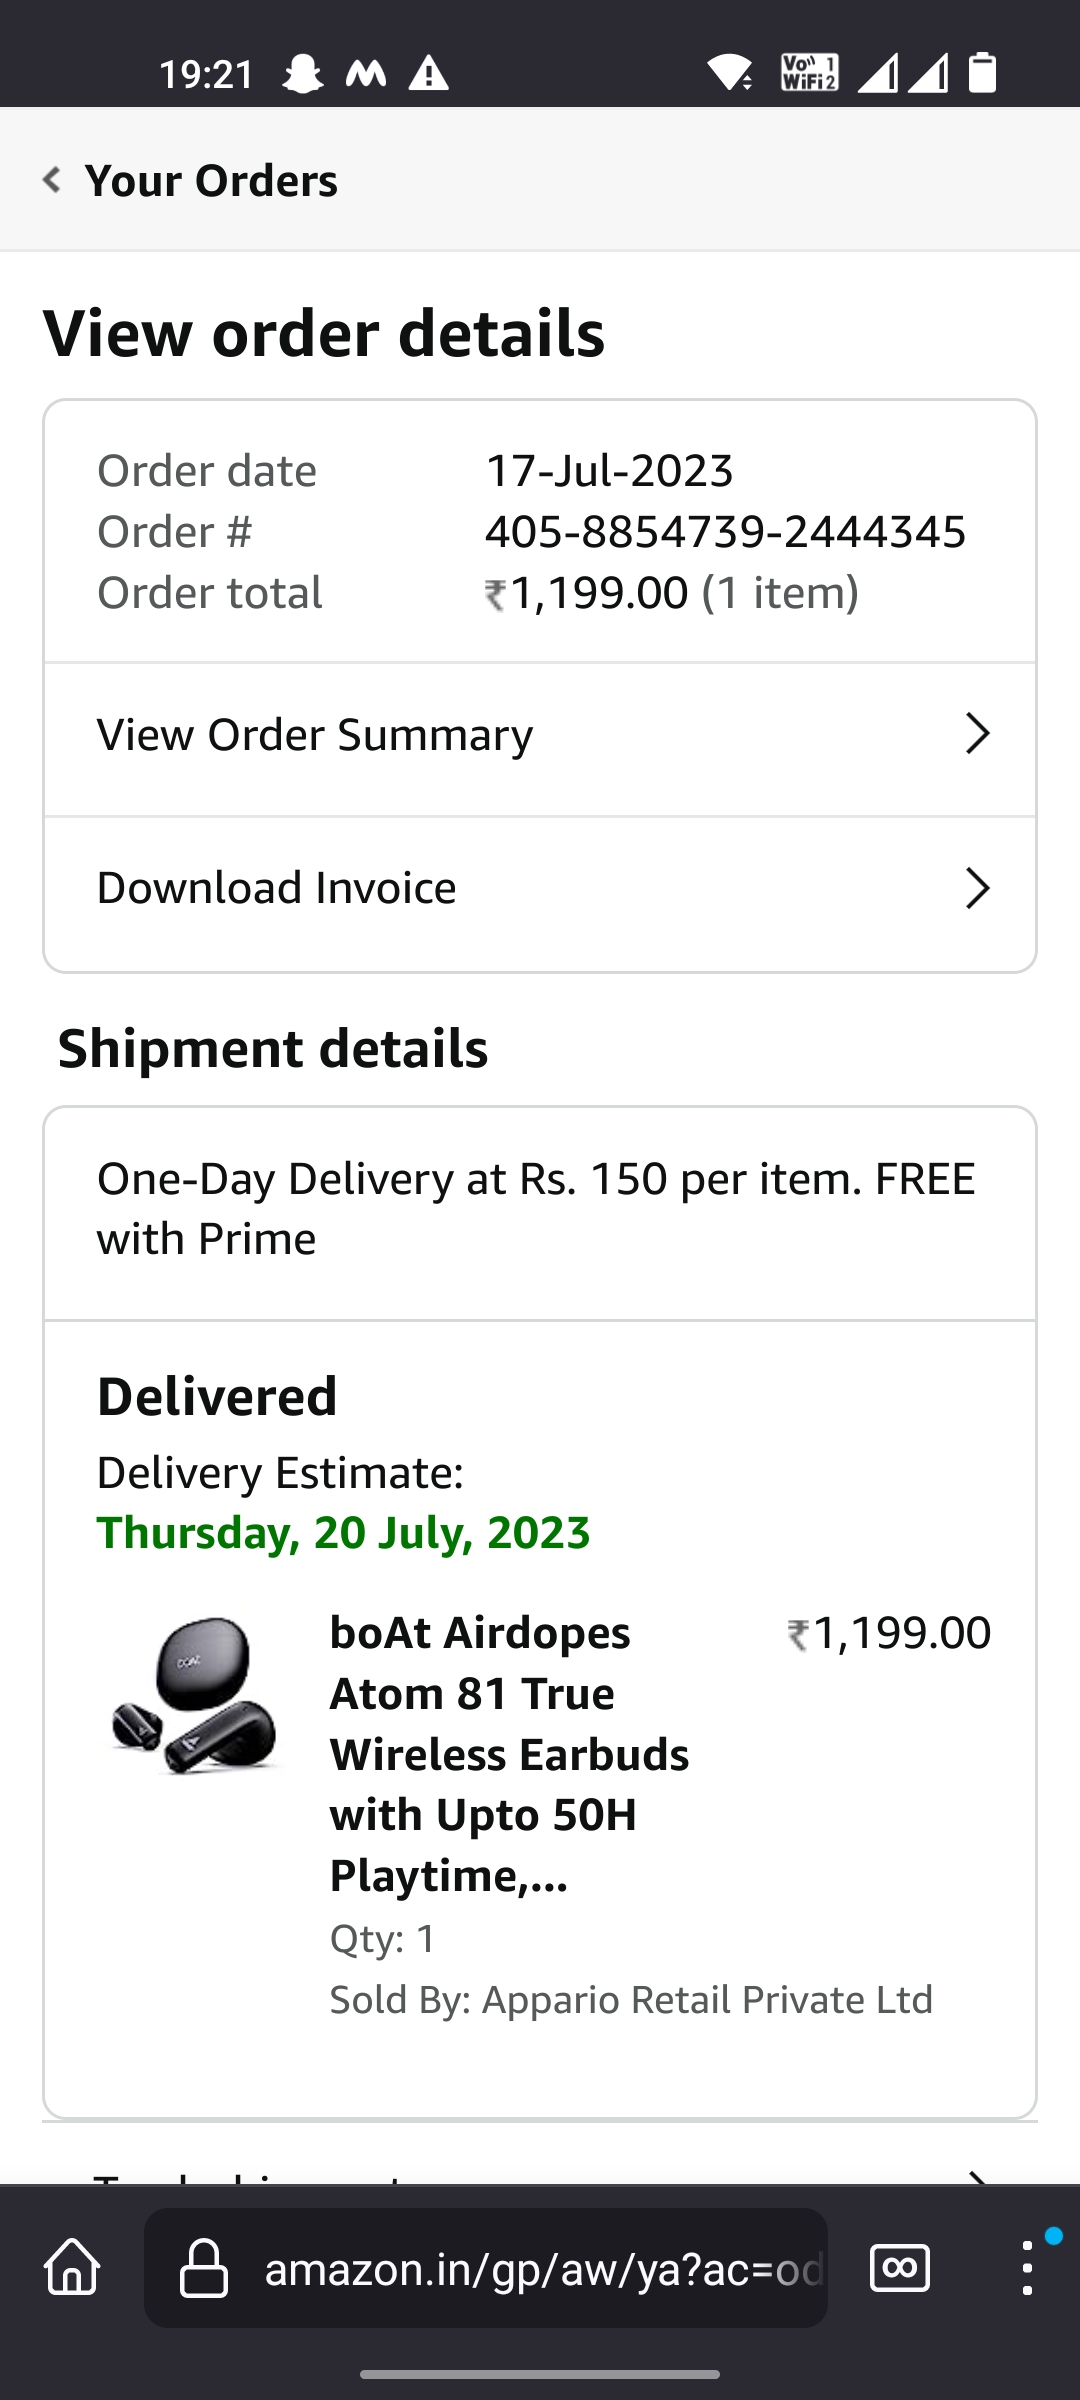 19:21
Vo)) 1
WiFi 2
Your Orders
View order details
Order date 17-Jul-2023
Order # 405-8854739-2444345
Order total ₹1,199.00 (1 item)
View Order Summary
Download Invoice
Shipment details
One-Day Delivery at Rs. 150 per item. FREE
with Prime
Delivered
Delivery Estimate:
Thursday, 20 July, 2023
boAt Airdopes ₹1,199.00
Atom 81 True
Wireless Earbuds
with Upto 50H
Playtime,...
Qty: 1
Sold By: Appario Retail Private Ltd
amazon.in/gp/aw/ya?ac=od